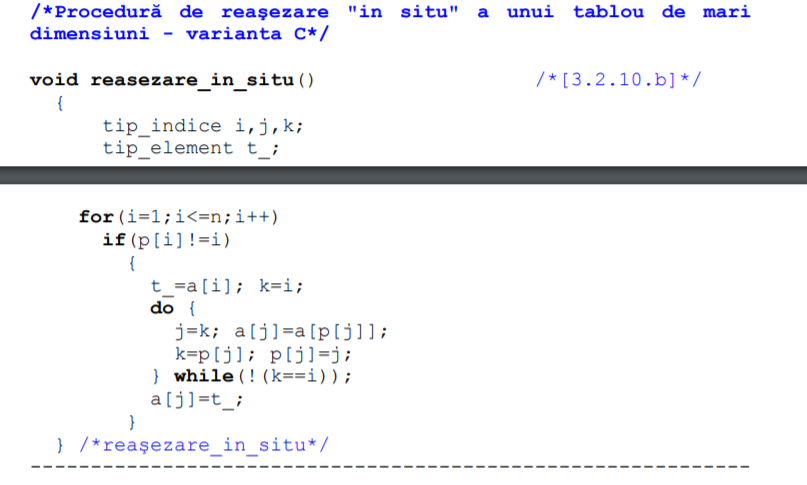 /*Procedură de reaşezare "in situ" a unui tablou de mari
dimensiuni - varianta C*/
void reasezare_in_situ() /*[3.2.10.b]*/
{
tip_indice i,j,k;
tip_element t_;
for(i=1;i<=n;i++)
if(p[i]!=i)
{
t_=a[i]; k=i;
do {
j=k; a[j]=a[p[j]];
k=p[j]; p[j]=j;
} while(!(k==i));
a[j]=t_;
}
} /*reaşezare_in_situ*/
------------------------------------------------------------